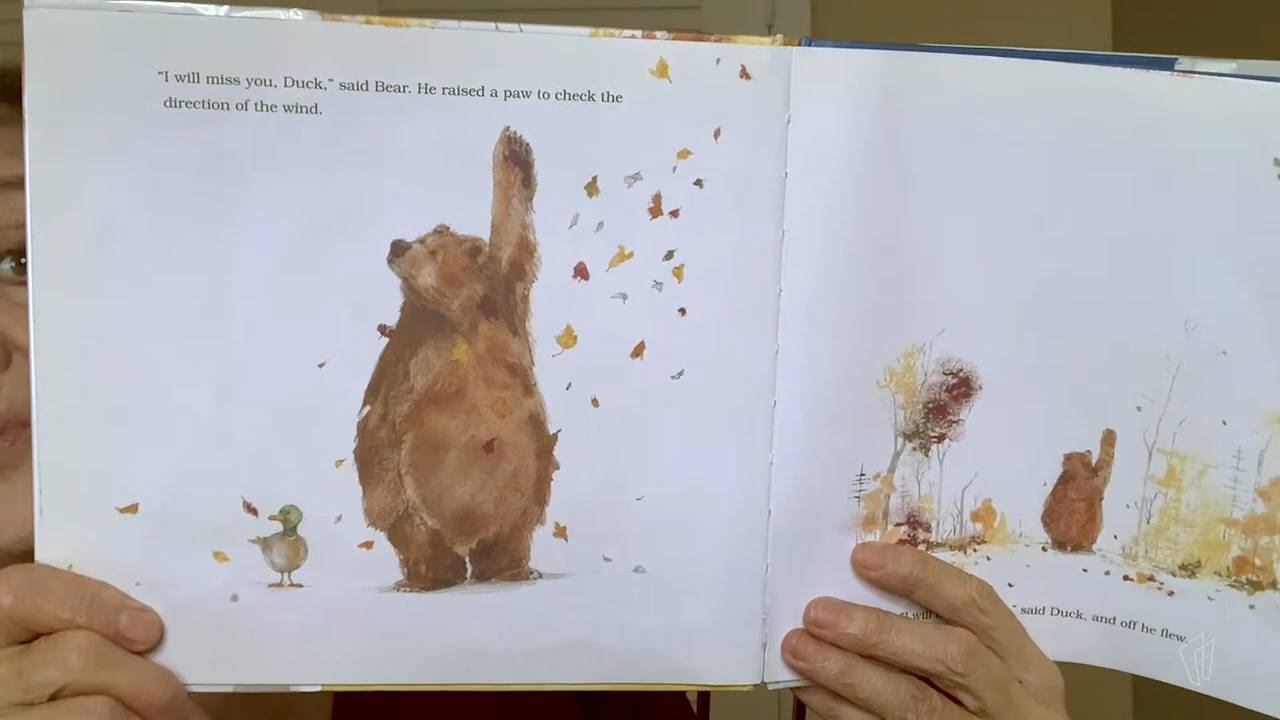 “I will miss you, Duck,” said Bear. He raised a paw to check the
direction of the wind.
“I will ” said Duck, and off he flew.